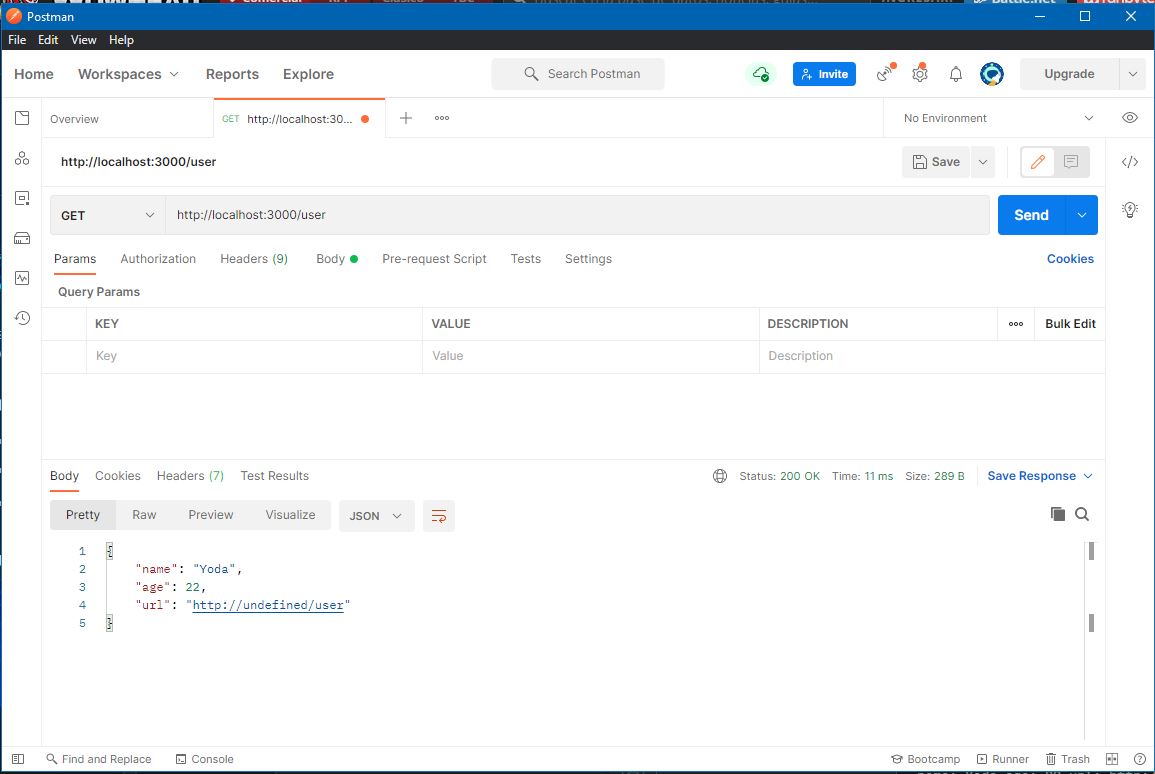 Postman
File Edit View Help
Home Workspaces Reports Explore Search Postman Invite Upgrade
Overview GET http://localhost:30... No Environment
http://localhost:3000/user Save
GET http://localhost:3000/user Send
Params Authorization Headers (9) Body Pre-request Script Tests Settings Cookies
Query Params
KEY VALUE DESCRIPTION Bulk Edit
Key Value Description
Body Cookies Headers (7) Test Results Status: 200 OK Time: 11 ms Size: 289 B Save Response
Pretty Raw Preview Visualize JSON
1 {
2 "name": "Yoda",
3 "age": 22,
4 "url": "http://undefined/user"
5 }
Find and Replace Console Bootcamp Runner Trash